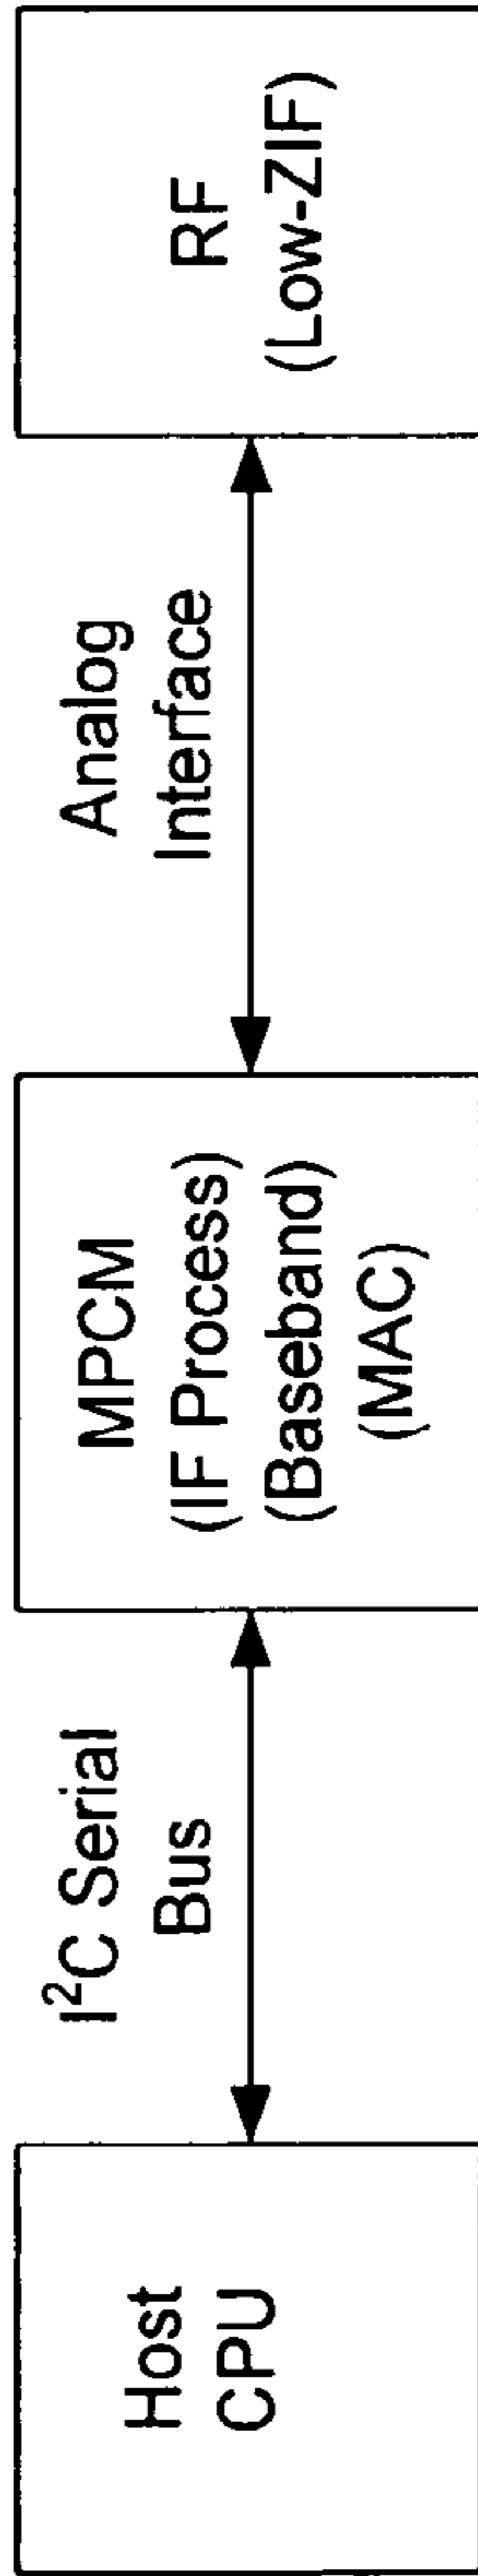 Host
CPU
I²C Serial
Bus
MPCM
(IF Process)
(Baseband)
(MAC)
Analog
Interface
RF
(Low-ZIF)